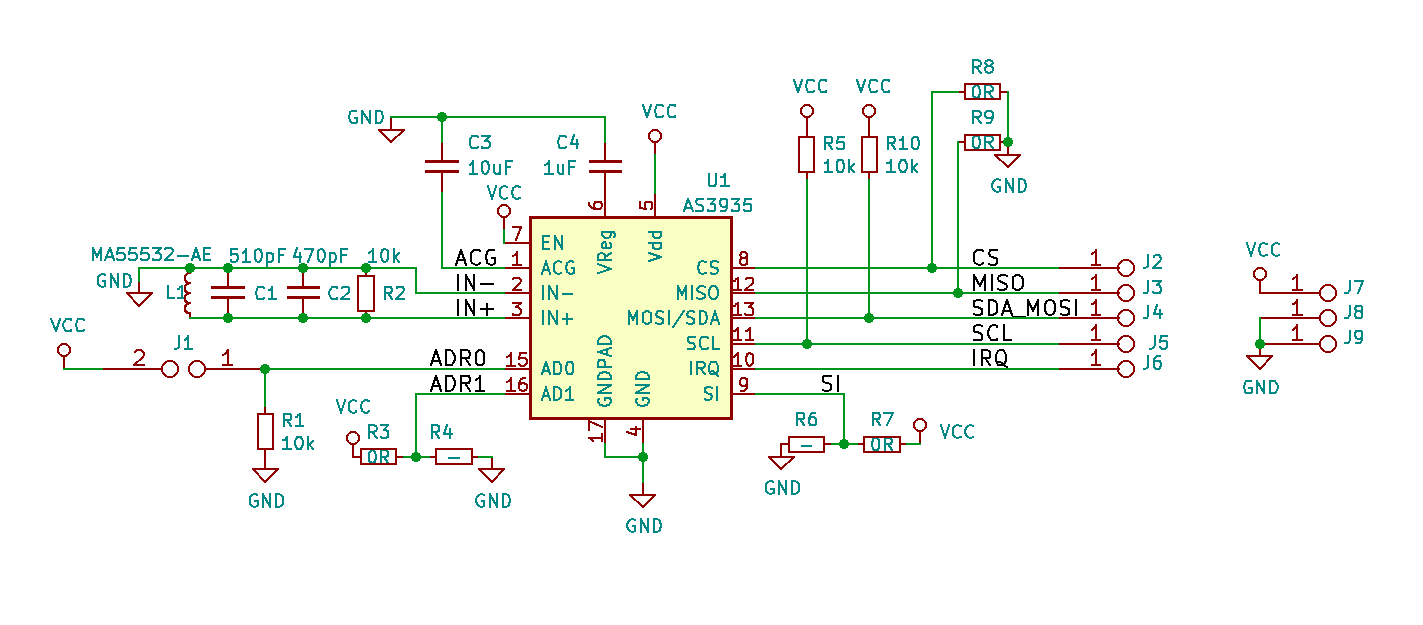 R8
0R
R9
0R
GND
VCC
VCC
R5
10k
R10
10k
GND
C3
10uF
C4
1uF
VCC
VCC
U1
AS3935
6
5
7
EN
VReg
Vdd
ACG
1
ACG
CS
8
CS
1
J2
IN-
2
IN-
MISO
12
MISO
1
J3
IN+
3
IN+
MOSI/SDA
13
SDA_MOSI
1
J4
SCL
11
SCL
1
J5
ADR0
15
AD0
IRQ
10
IRQ
1
J6
ADR1
16
AD1
SI
9
SI
GNDPAD
GND
17
4
GND
MA55532-AE
510pF
470pF
10k
GND
L1
C1
C2
R2
VCC
J1
2
1
R1
10k
GND
VCC
R3
0R
R4
-
GND
R6
-
GND
R7
0R
VCC
VCC
1
J7
1
J8
1
J9
GND